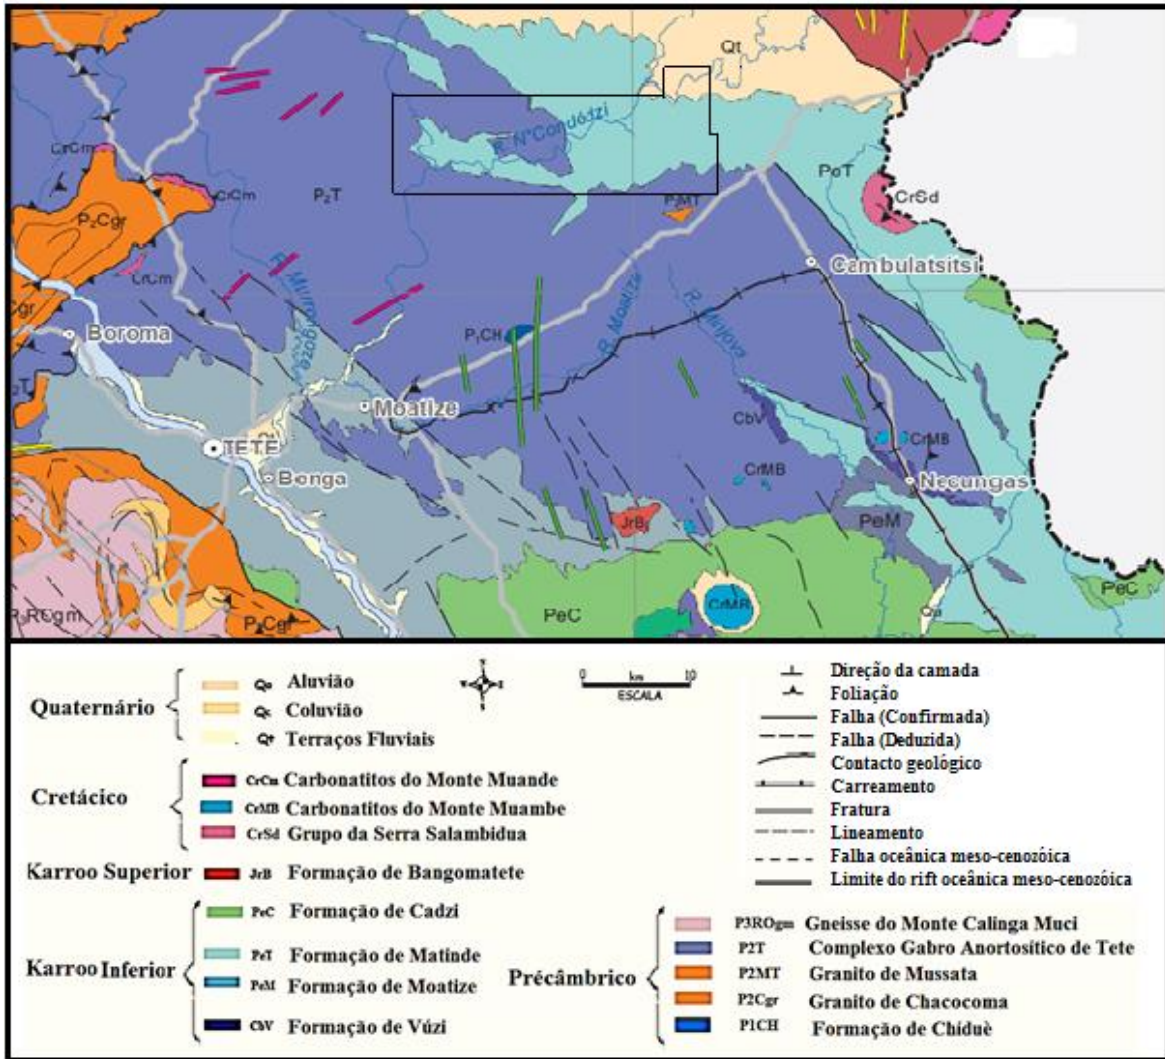 Qt
R. N'Condédzi
CrCm
CrCm
P₂T
PeT
CrSd
P₂Cgr
P₂MT
CrCm
Cambulatsitsi
R. Moatize
Cgr
Boroma
P₁CH
₂T
Moatize
CbV
CrMB
TETE
Benga
CrMB
Necungas
JrB
PeM
PeC
CrMB
PeC
Qa
P₃ROgm
P₂Cgr
Quaternário
Qa Aluvião
Qc Coluvião
Qt Terraços Fluviais
Cretácico
CrCm Carbonatitos do Monte Muande
CrMB Carbonatitos do Monte Muambe
CrSd Grupo da Serra Salambidua
Karroo Superior
JrB Formação de Bangomatete
Karroo Inferior
PeC Formação de Cadzi
PeT Formação de Matinde
PeM Formação de Moatize
CbV Formação de Vúzi
0 km 10
ESCALA
Direção da camada
Foliação
Falha (Confirmada)
Falha (Deduzida)
Contacto geológico
Carreamento
Fratura
Lineamento
Falha oceânica meso-cenozóica
Limite do rift oceânica meso-cenozóica
Précâmbrico
P3ROgm Gneisse do Monte Calinga Muci
P2T Complexo Gabro Anortosítico de Tete
P2MT Granito de Mussata
P2Cgr Granito de Chacocoma
P1CH Formação de Chíduè